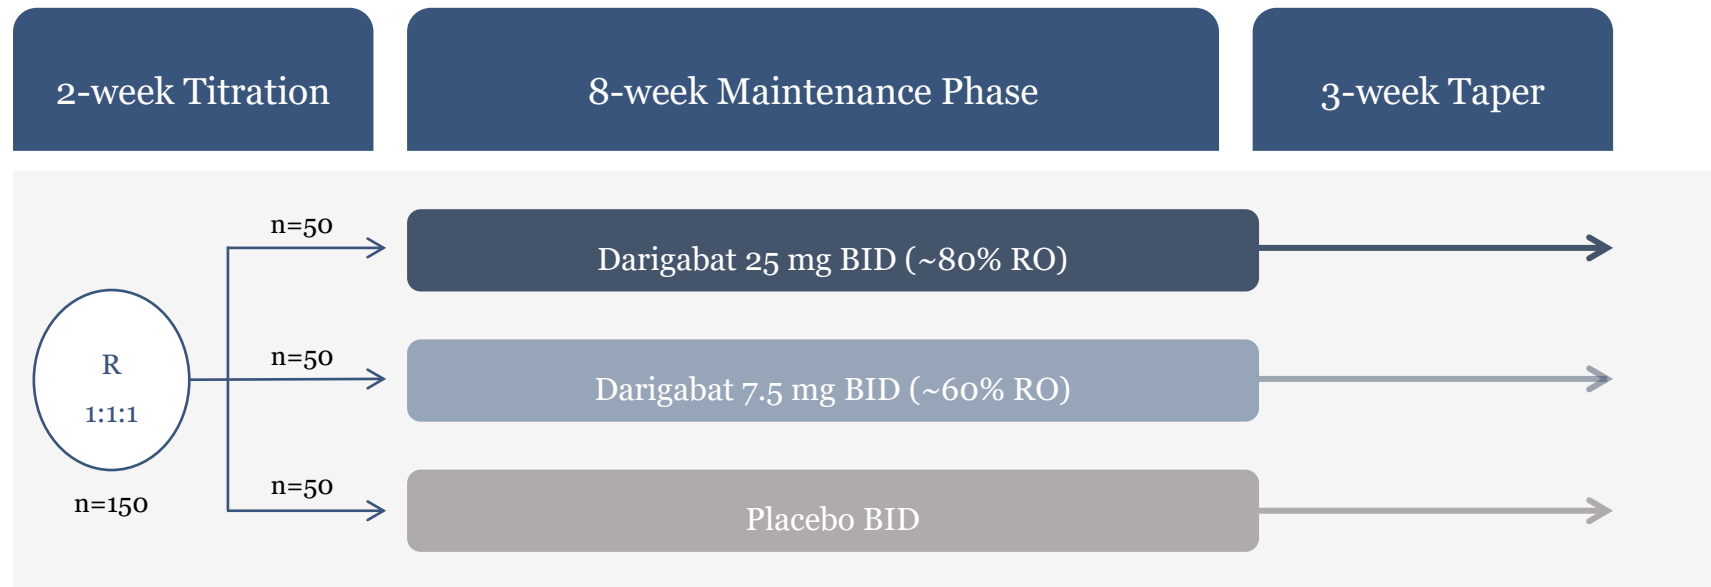 2-week Titration
8-week Maintenance Phase
3-week Taper
n=50
Darigabat 25 mg BID (~80% RO)
R
1:1:1
n=150
n=50
Darigabat 7.5 mg BID (~60% RO)
n=50
Placebo BID